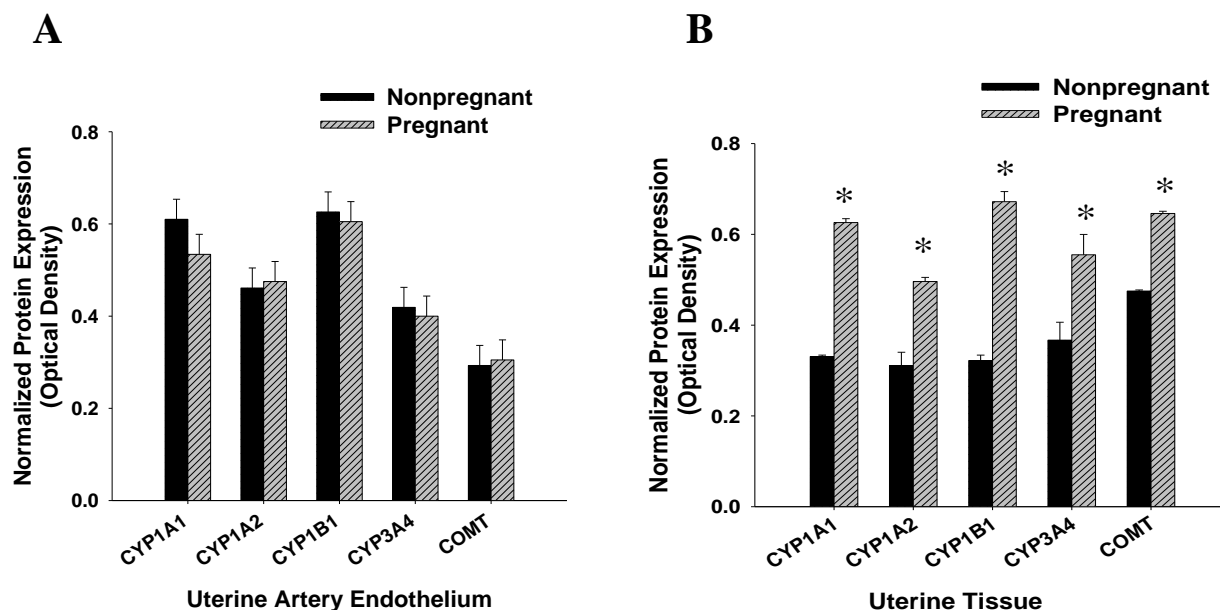 A
Nonpregnant
Pregnant
Normalized Protein Expression
(Optical Density)
0.8
0.6
0.4
0.2
0.0
CYP1A1
CYP1A2
CYP1B1
CYP3A4
COMT
Uterine Artery Endothelium
B
Nonpregnant
Pregnant
Normalized Protein Expression
(Optical Density)
0.8
0.6
0.4
0.2
0.0
*
*
*
*
*
CYP1A1
CYP1A2
CYP1B1
CYP3A4
COMT
Uterine Tissue